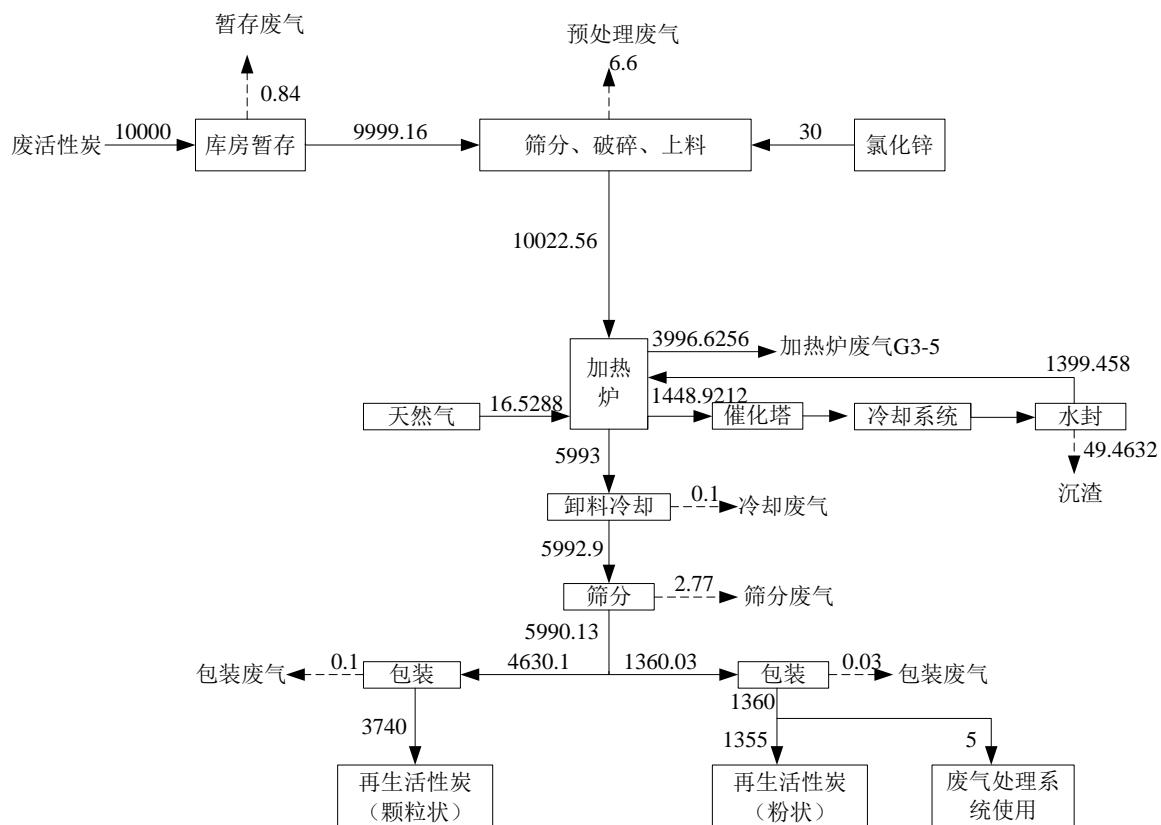 暂存废气
预处理废气
6.6
0.84
10000
9999.16
30
废活性炭
库房暂存
筛分、破碎、上料
氯化锌
10022.56
3996.6256
加热炉废气G3-5
加热
炉
1399.458
16.5288
1448.9212
天然气
催化塔
冷却系统
水封
5993
49.4632
0.1
沉渣
卸料冷却
冷却废气
5992.9
2.77
筛分
筛分废气
5990.13
0.1
4630.1
1360.03
0.03
包装废气
包装
包装
包装废气
1360
3740
1355
5
再生活性炭
（颗粒状）
再生活性炭
（粉状）
废气处理系
统使用